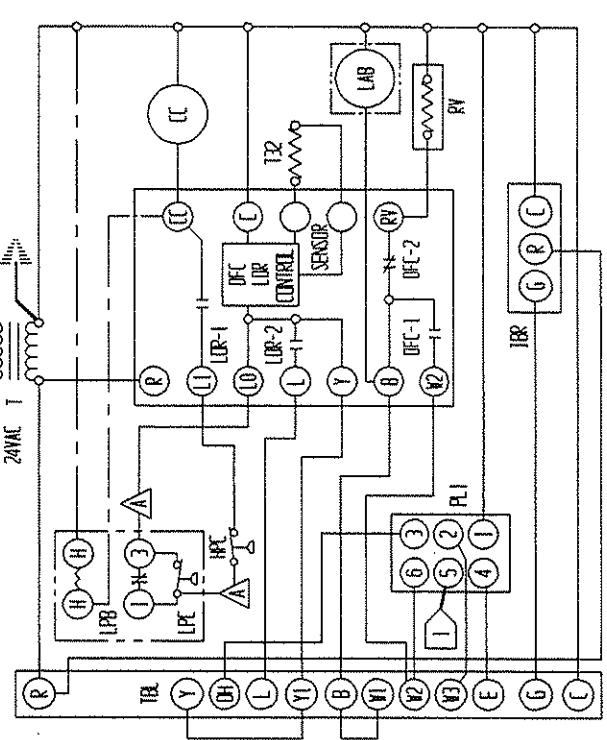 24VAC T
R
TBL
Y
OH
L
Y1
B
W1
W2
W3
E
G
C
H
H
LPB
1
3
LPC
A
A
HPC
R
L1
LO
L
Y
B
W2
LDR-1
LDR-2
DFC
LDR
CONTROL
SENSOR
DFC-1
DFC-2
CC
C
RV
CC
T32
LAB
RV
6
3
5
2
4
1
PL1
1
G
R
C
TBR